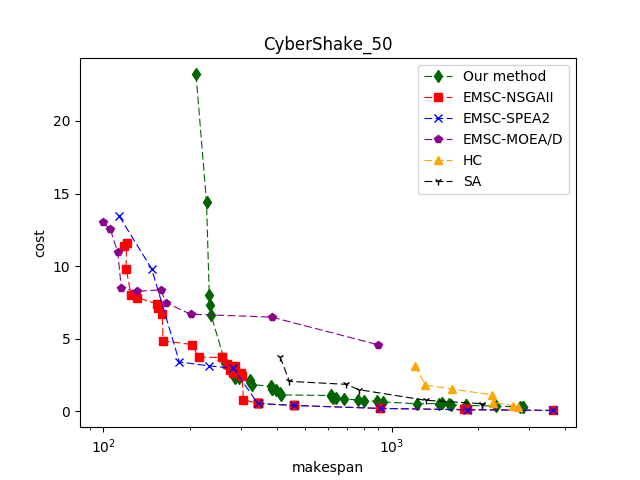 CyberShake_50
Our method
EMSC-NSGAII
EMSC-SPEA2
EMSC-MOEA/D
HC
SA
cost
20
15
10
5
0
10²
10³
makespan